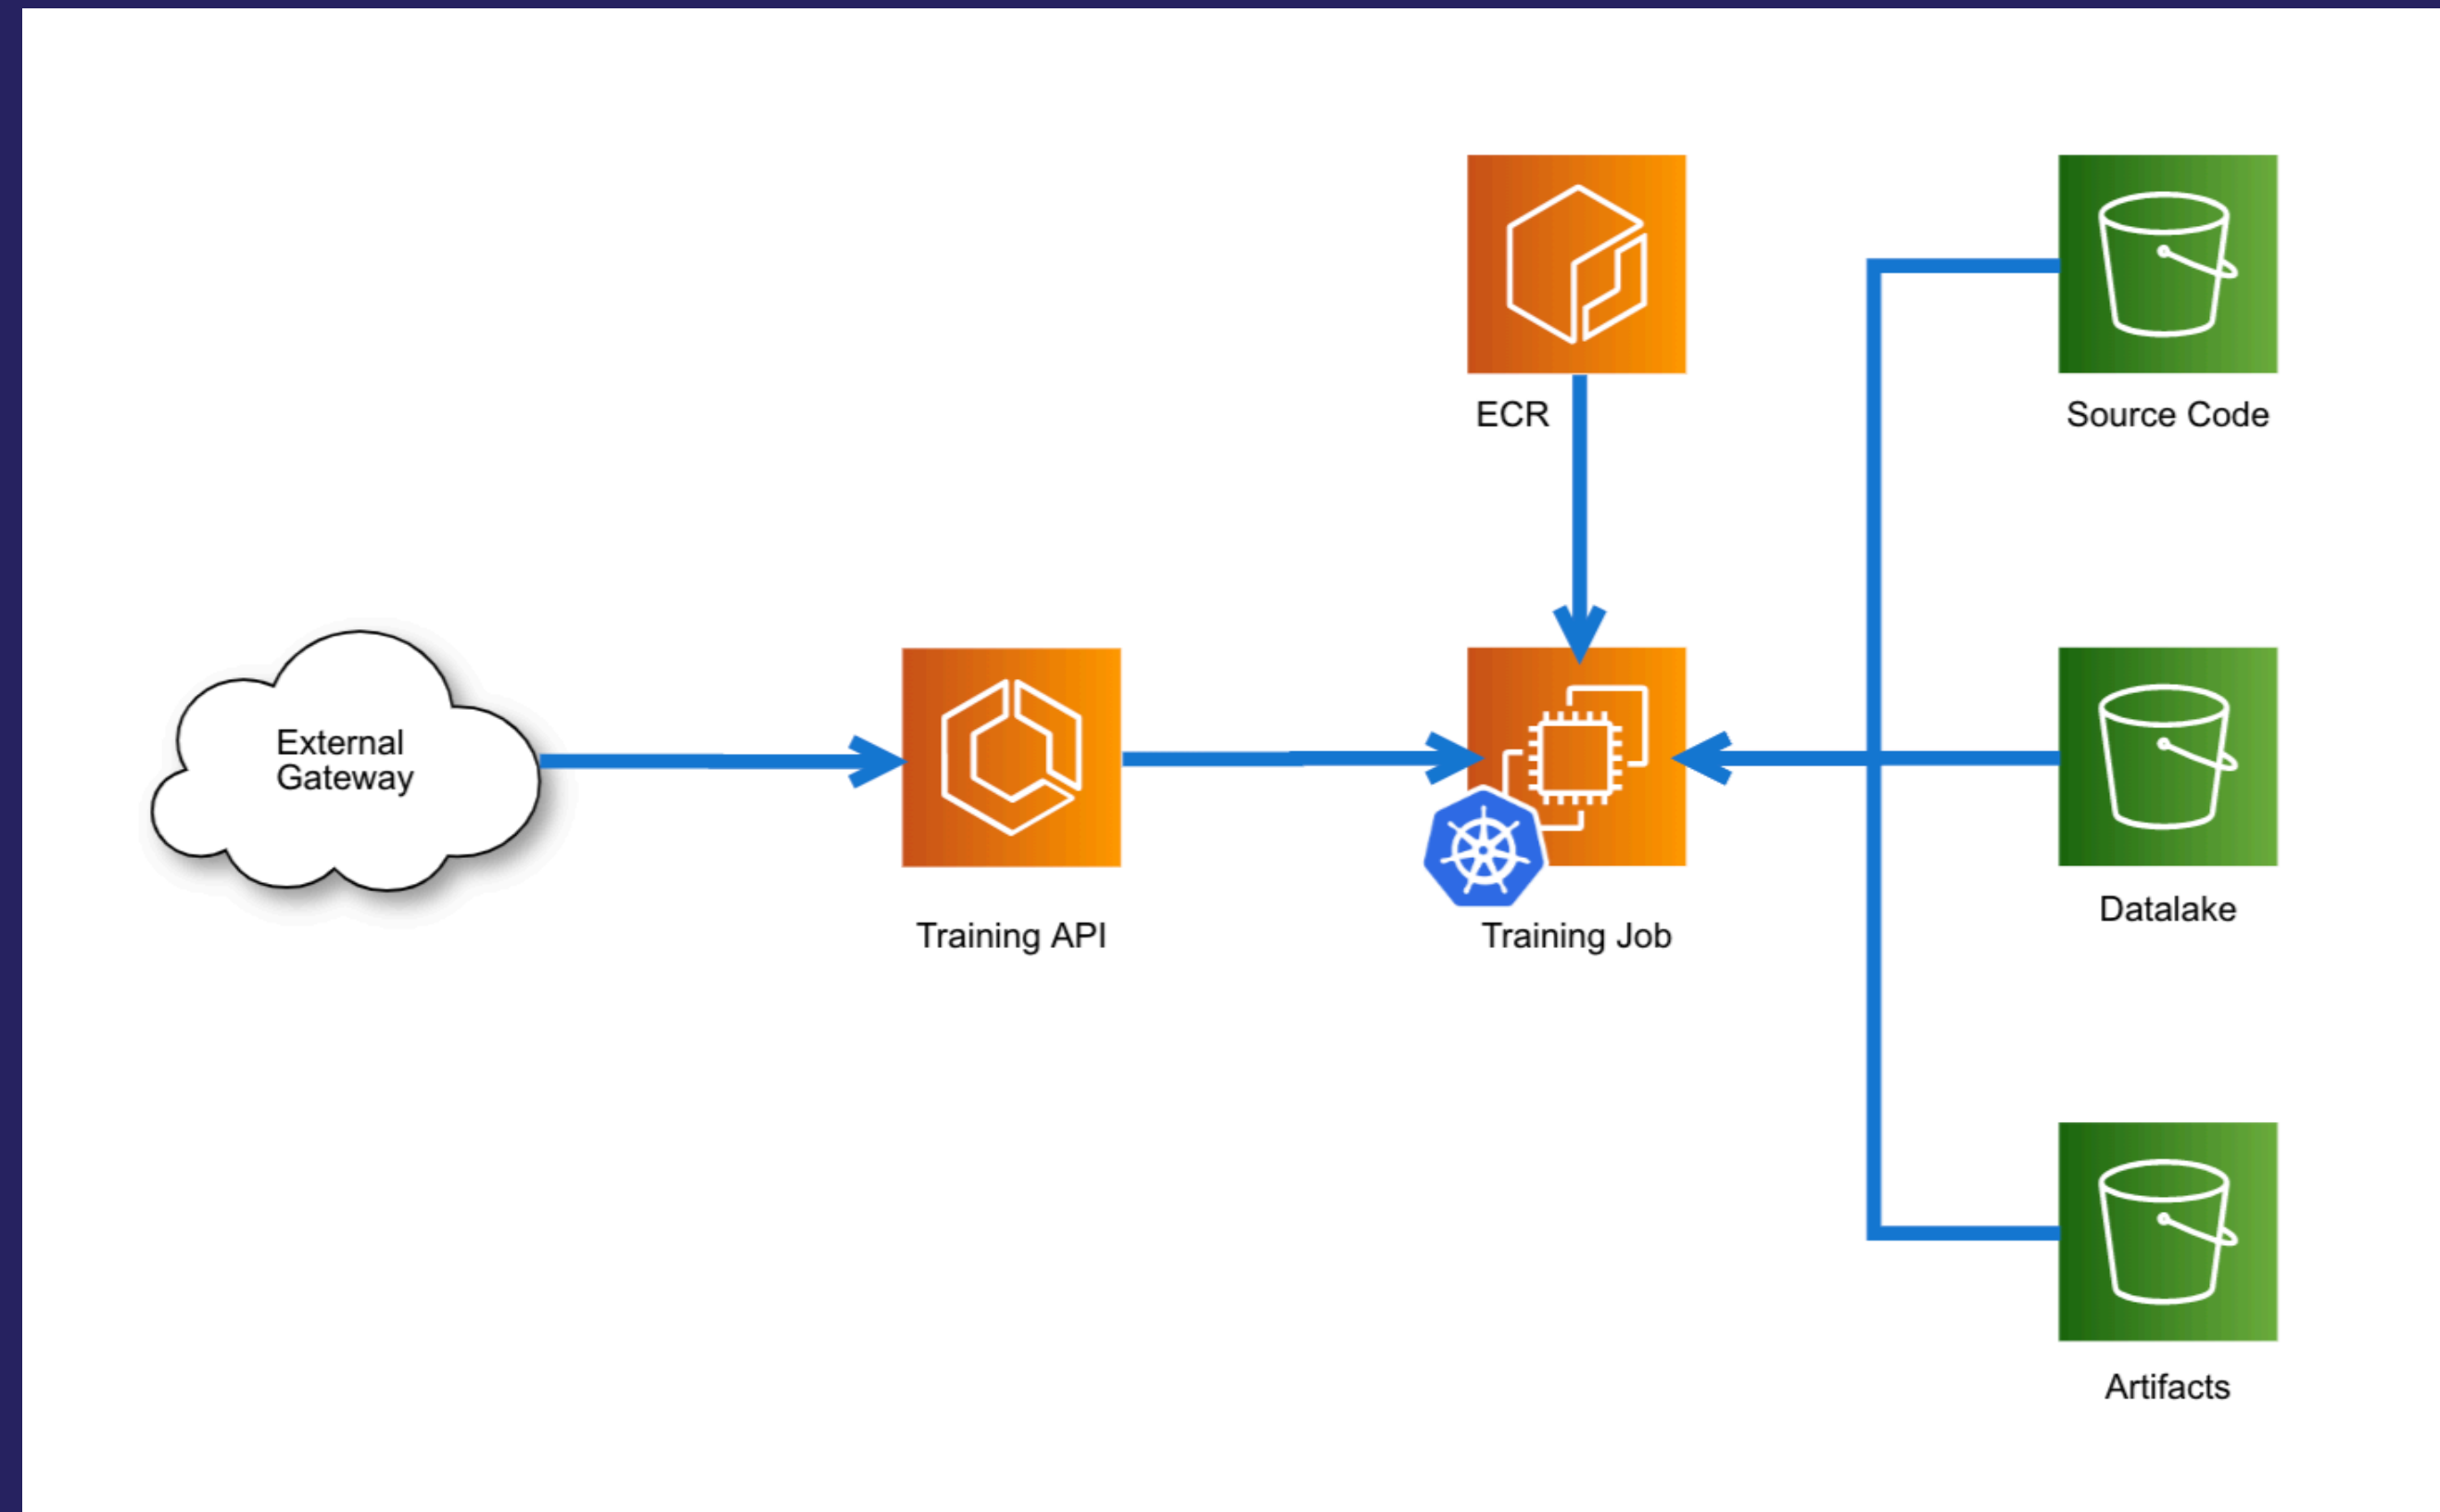 ECR
Source Code
External
Gateway
Training API
Training Job
Datalake
Artifacts